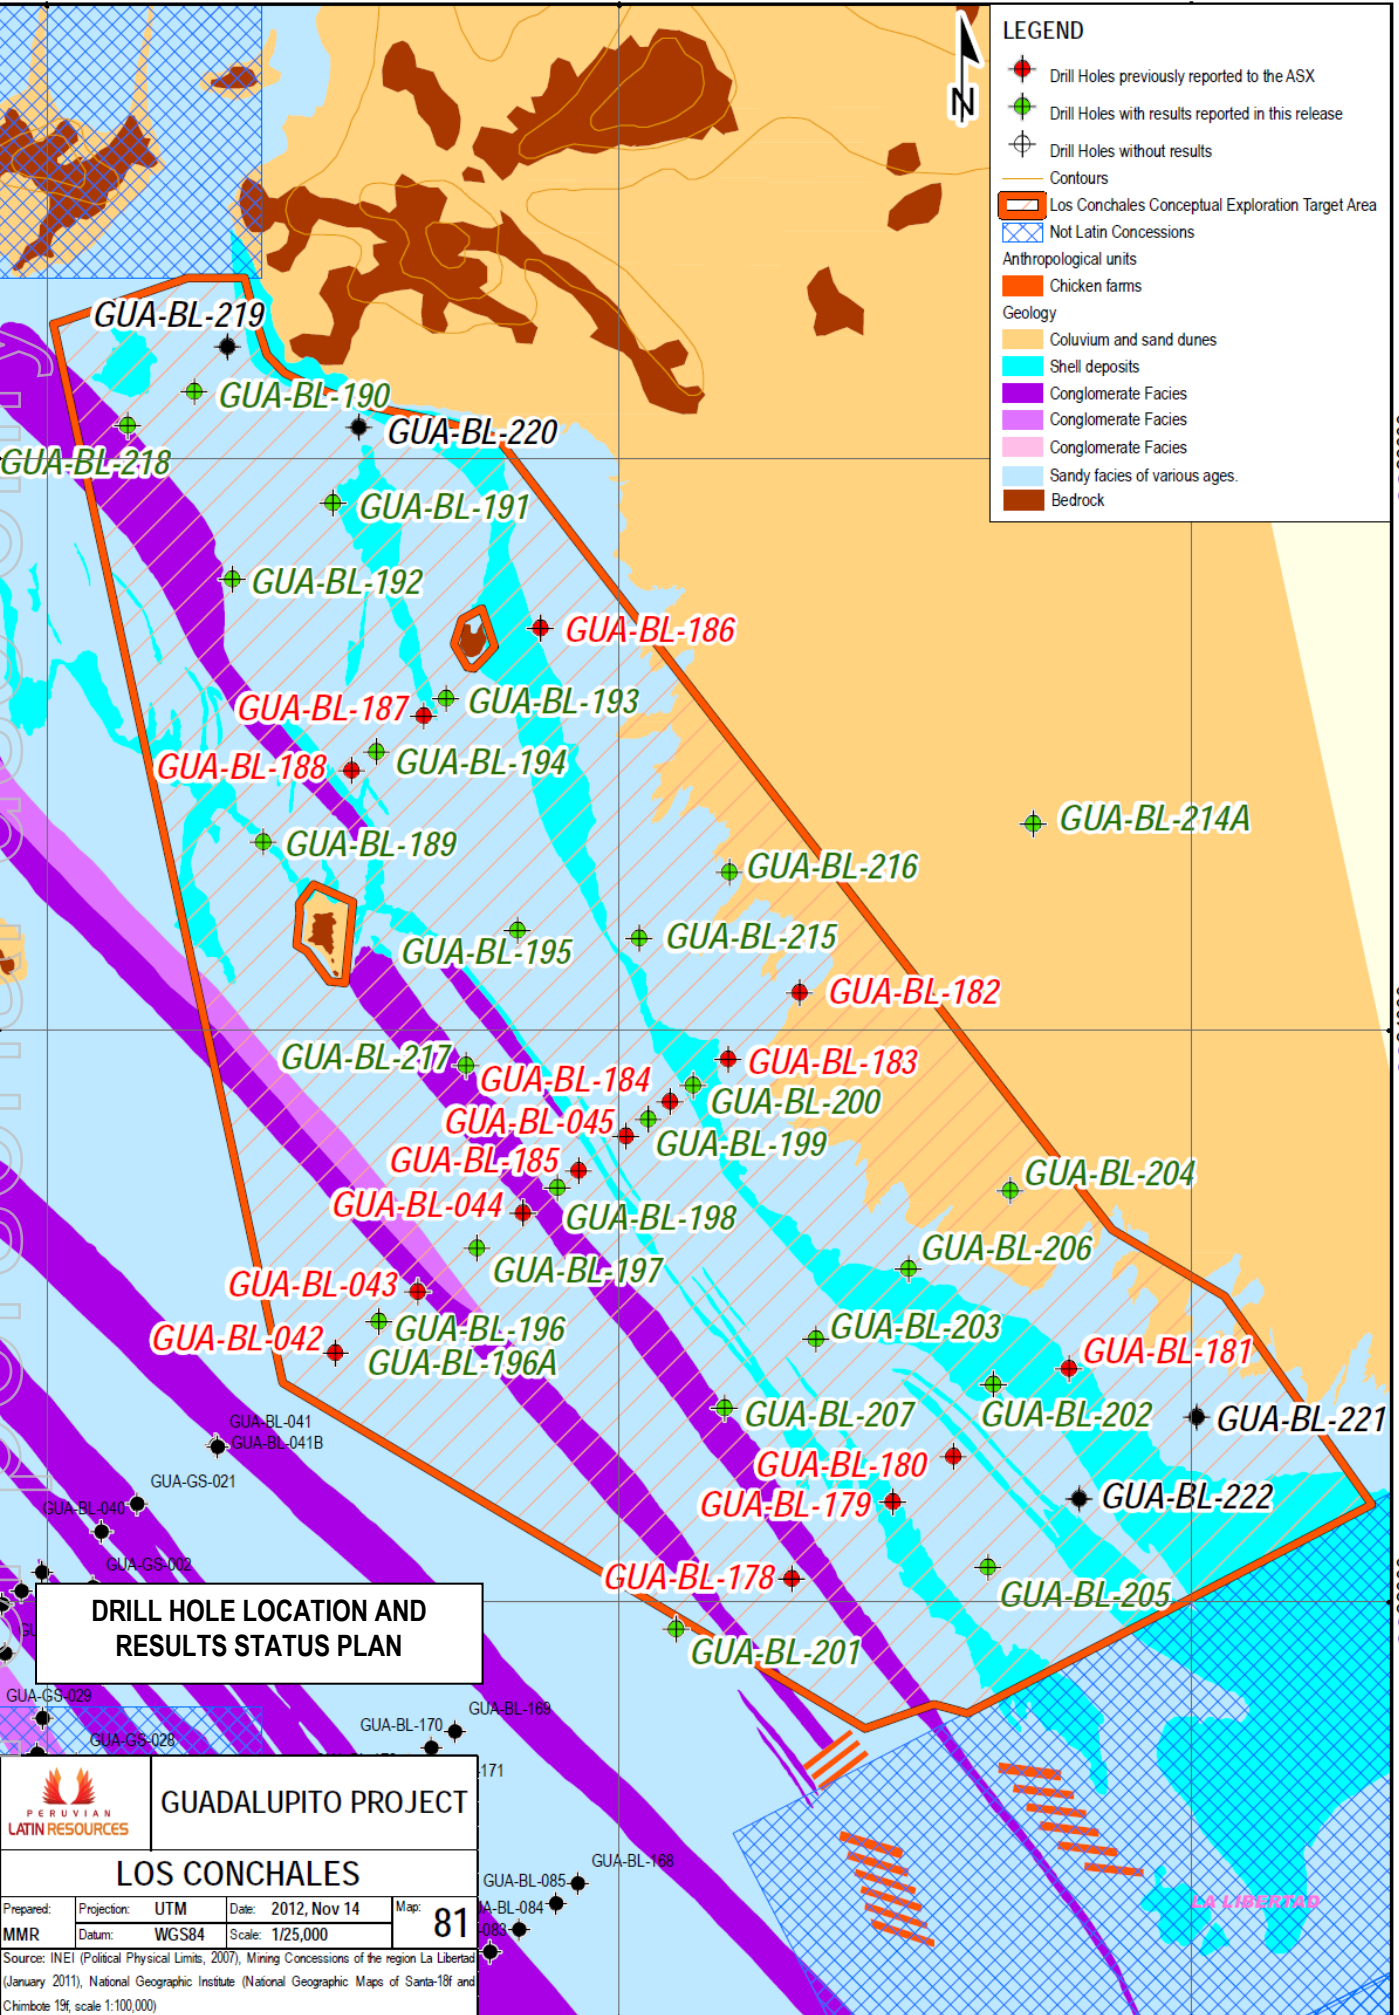 LEGEND
Drill Holes previously reported to the ASX
Drill Holes with results reported in this release
Drill Holes without results
Contours
Los Conchales Conceptual Exploration Target Area
Not Latin Concessions
Anthropological units
Chicken farms
Geology
Coluvium and sand dunes
Shell deposits
Conglomerate Facies
Conglomerate Facies
Conglomerate Facies
Sandy facies of various ages.
Bedrock
N
GUA-BL-219
GUA-BL-190
GUA-BL-220
GUA-BL-218
GUA-BL-191
GUA-BL-192
GUA-BL-186
GUA-BL-193
GUA-BL-187
GUA-BL-194
GUA-BL-188
GUA-BL-214A
GUA-BL-189
GUA-BL-216
GUA-BL-195
GUA-BL-215
GUA-BL-182
GUA-BL-217
GUA-BL-183
GUA-BL-184
GUA-BL-200
GUA-BL-045
GUA-BL-199
GUA-BL-185
GUA-BL-204
GUA-BL-044
GUA-BL-198
GUA-BL-206
GUA-BL-197
GUA-BL-043
GUA-BL-196
GUA-BL-203
GUA-BL-042
GUA-BL-196A
GUA-BL-181
GUA-BL-207
GUA-BL-202
GUA-BL-221
GUA-BL-041
GUA-BL-041B
GUA-BL-180
GUA-GS-021
GUA-BL-179
GUA-BL-222
GUA-BL-040
GUA-GS-002
GUA-BL-178
GUA-BL-205
DRILL HOLE LOCATION AND
RESULTS STATUS PLAN
GUA-BL-201
GUA-GS-029
GUA-BL-169
GUA-BL-170
GUA-GS-028
-171
GUA-BL-168
GUA-BL-085
-084
-083
LA LIBERTAD
PERUVIAN
LATIN RESOURCES
GUADALUPITO PROJECT
LOS CONCHALES
Prepared:
MMR
Projection: UTM
Datum: WGS84
Date: 2012, Nov 14
Scale: 1/25,000
Map: 81
Source: INEI (Political Physical Limits, 2007), Mining Concessions of the region La Libertad
(January 2011), National Geographic Institute (National Geographic Maps of Santa-18f and
Chimbote 19f, scale 1:100,000)